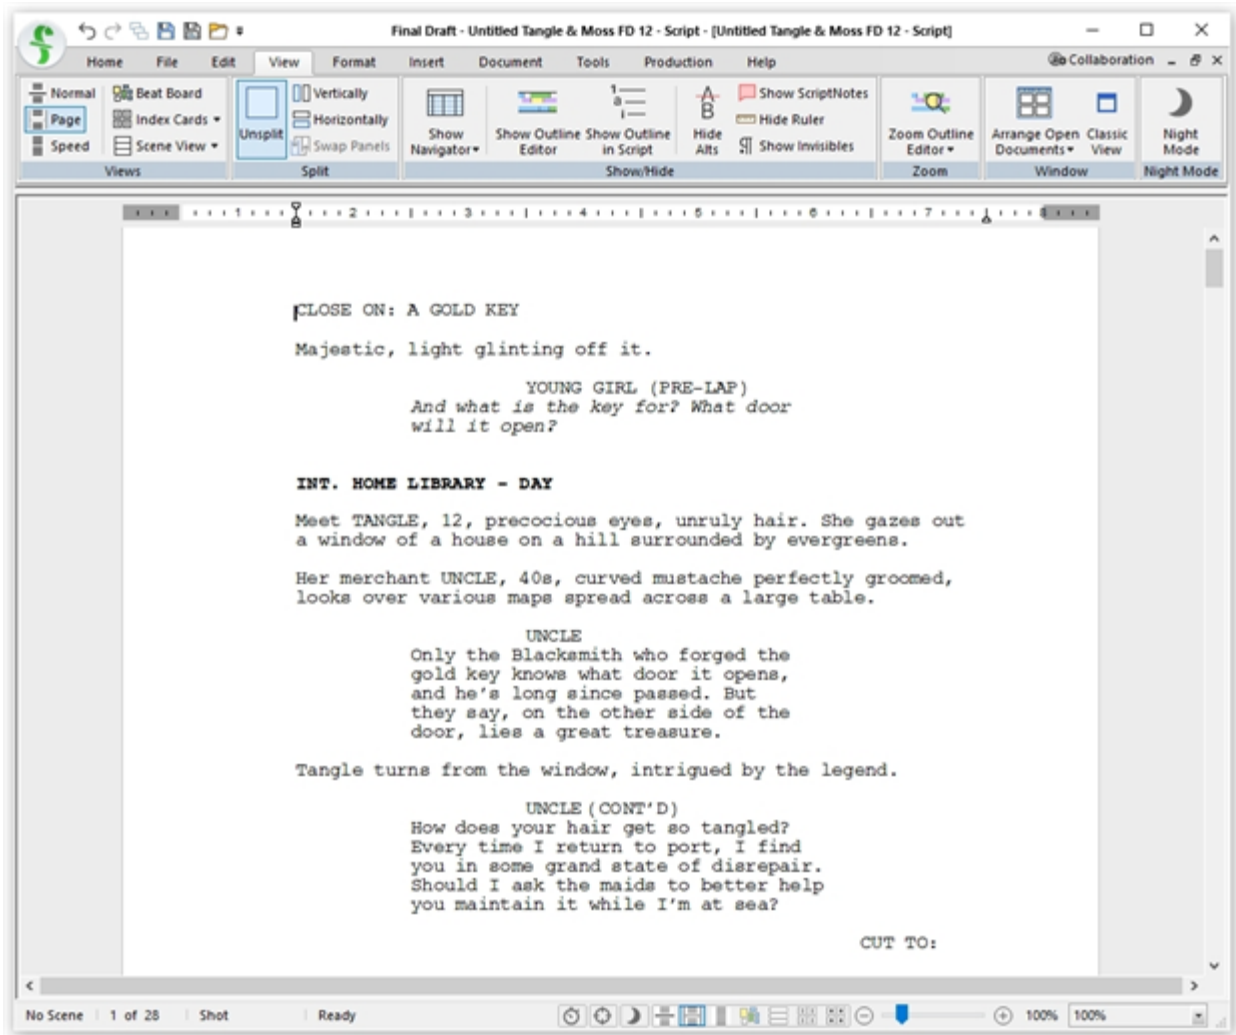 Final Draft - Untitled Tangle & Moss FD 12 - Script - [Untitled Tangle & Moss FD 12 - Script]
Home File Edit View Format Insert Document Tools Production Help Collaboration
Normal Beat Board Vertically Show ScriptNotes
Page Index Cards Horizontally Hide Ruler
Speed Scene View Unsplit Swap Panels Show Invisibles
Show Navigator Show Outline Editor Show Outline in Script Hide Alts Zoom Outline Editor Arrange Open Documents Classic View Night Mode
Views Split Show/Hide Zoom Window Night Mode
1 2 3 4 5 6 7 8
CLOSE ON: A GOLD KEY
Majestic, light glinting off it.
YOUNG GIRL (PRE-LAP)
And what is the key for? What door
will it open?
INT. HOME LIBRARY - DAY
Meet TANGLE, 12, precocious eyes, unruly hair. She gazes out
a window of a house on a hill surrounded by evergreens.
Her merchant UNCLE, 40s, curved mustache perfectly groomed,
looks over various maps spread across a large table.
UNCLE
Only the Blacksmith who forged the
gold key knows what door it opens,
and he's long since passed. But
they say, on the other side of the
door, lies a great treasure.
Tangle turns from the window, intrigued by the legend.
UNCLE (CONT'D)
How does your hair get so tangled?
Every time I return to port, I find
you in some grand state of disrepair.
Should I ask the maids to better help
you maintain it while I'm at sea?
CUT TO:
No Scene 1 of 28 Shot Ready 100% 100%